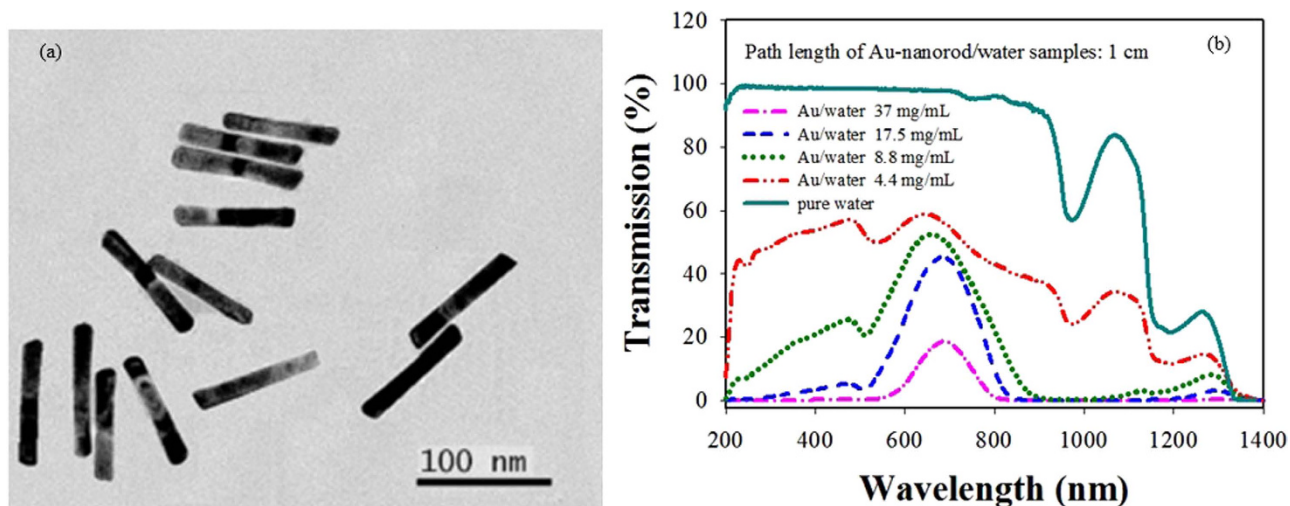 (a)
100 nm
(b)
Path length of Au-nanorod/water samples: 1 cm
Au/water 37 mg/mL
Au/water 17.5 mg/mL
Au/water 8.8 mg/mL
Au/water 4.4 mg/mL
pure water
Transmission (%)
120
100
80
60
40
20
0
200 400 600 800 1000 1200 1400
Wavelength (nm)